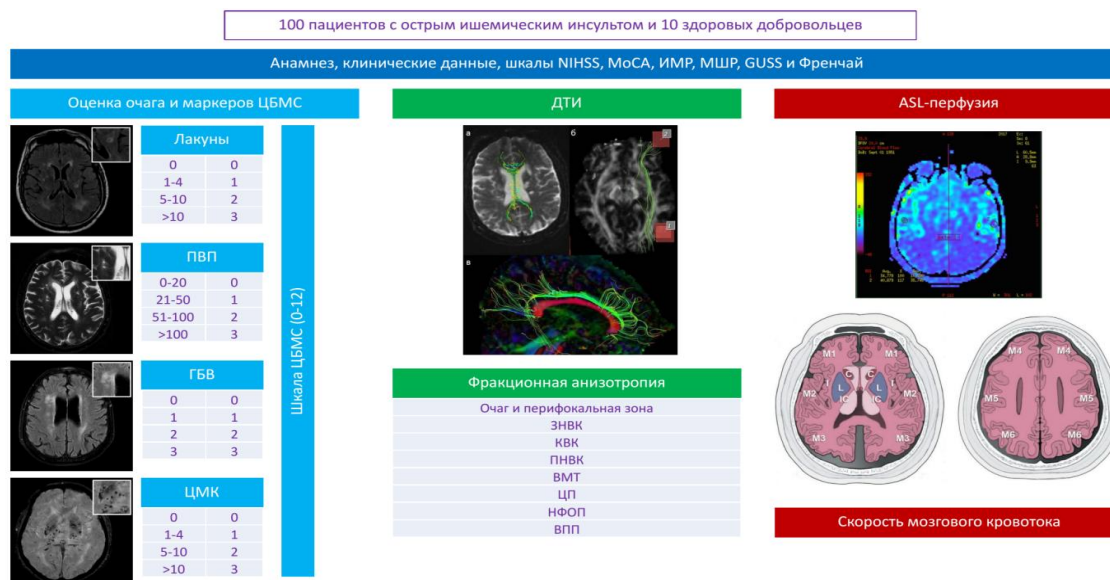 100 пациентов с острым ишемическим инсультом и 10 здоровых добровольцев
Анамнез, клинические данные, шкалы NIHSS, MoCA, ИМР, МШР, GUSS и Френчай
Оценка очага и маркеров ЦБМС
Лакуны
0 0
1-4 1
5-10 2
>10 3
ПВП
0-20 0
21-50 1
51-100 2
>100 3
ГБВ
0 0
1 1
2 2
3 3
ЦМК
0 0
1-4 1
5-10 2
>10 3
Шкала ЦБМС (0-12)
ДТИ
а б
в
Фракционная анизотропия
Очаг и перифокальная зона
ЗНВК
КВК
ПНВК
ВМТ
ЦП
НФОП
ВПП
ASL-перфузия
M1 C C M1
I L L I
M2 IC IC M2
M3 M3
M4 M4
M5 M5
M6 M6
Скорость мозгового кровотока